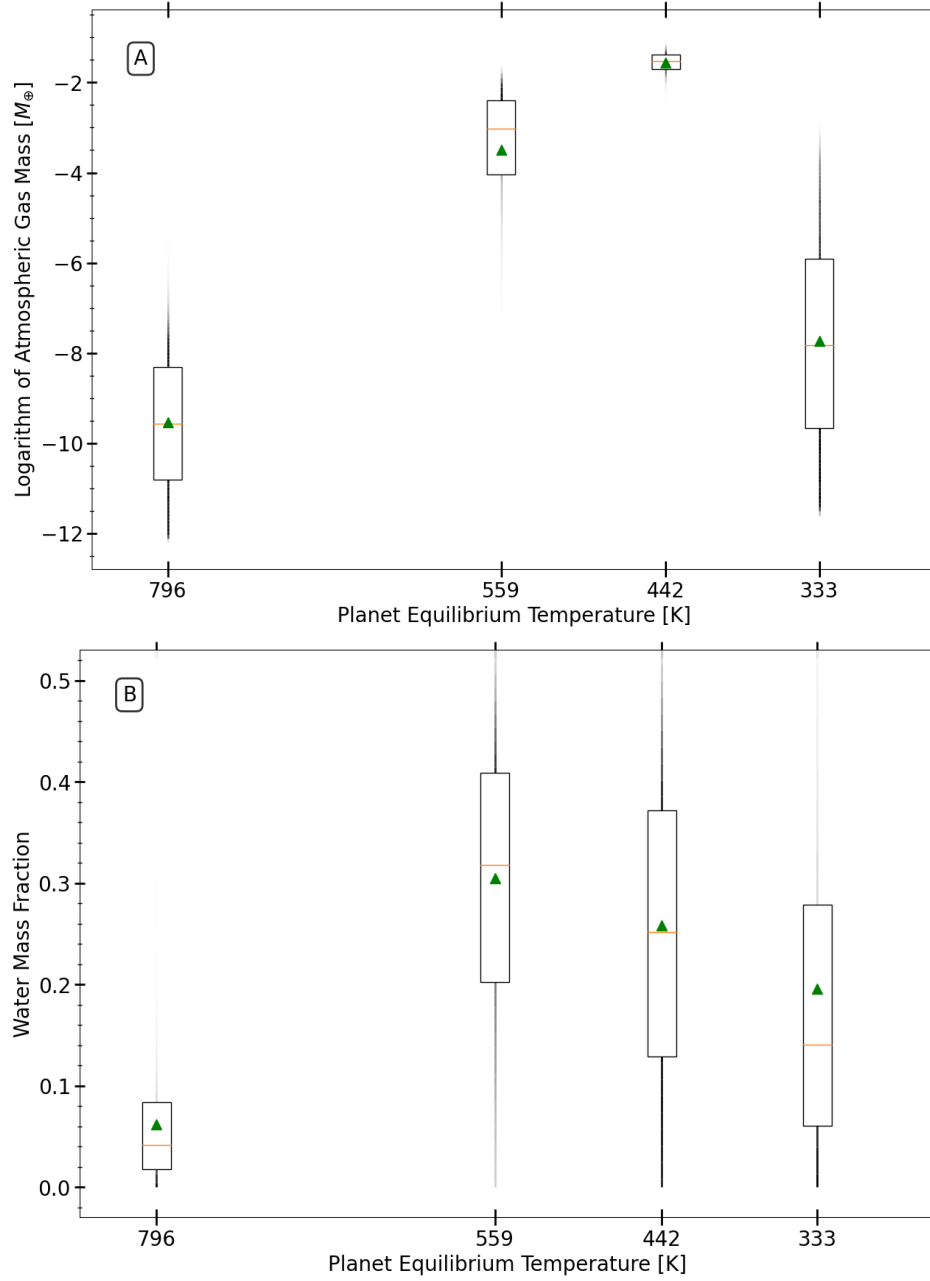 A
Logarithm of Atmospheric Gas Mass [M⊕]
−2
−4
−6
−8
−10
−12
796 559 442 333
Planet Equilibrium Temperature [K]
B
Water Mass Fraction
0.5
0.4
0.3
0.2
0.1
0.0
796 559 442 333
Planet Equilibrium Temperature [K]